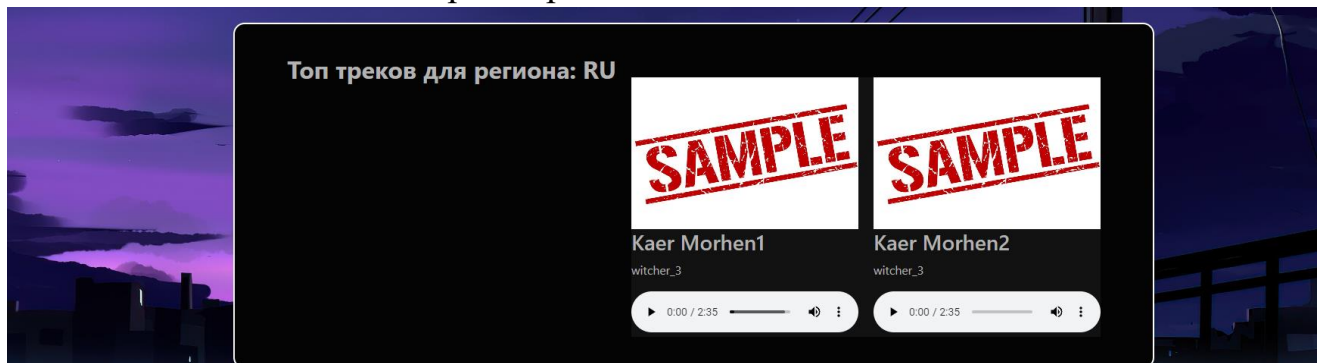 Топ треков для региона: RU
SAMPLE
SAMPLE
Kaer Morhen1
Kaer Morhen2
witcher_3
witcher_3
0:00 / 2:35
0:00 / 2:35